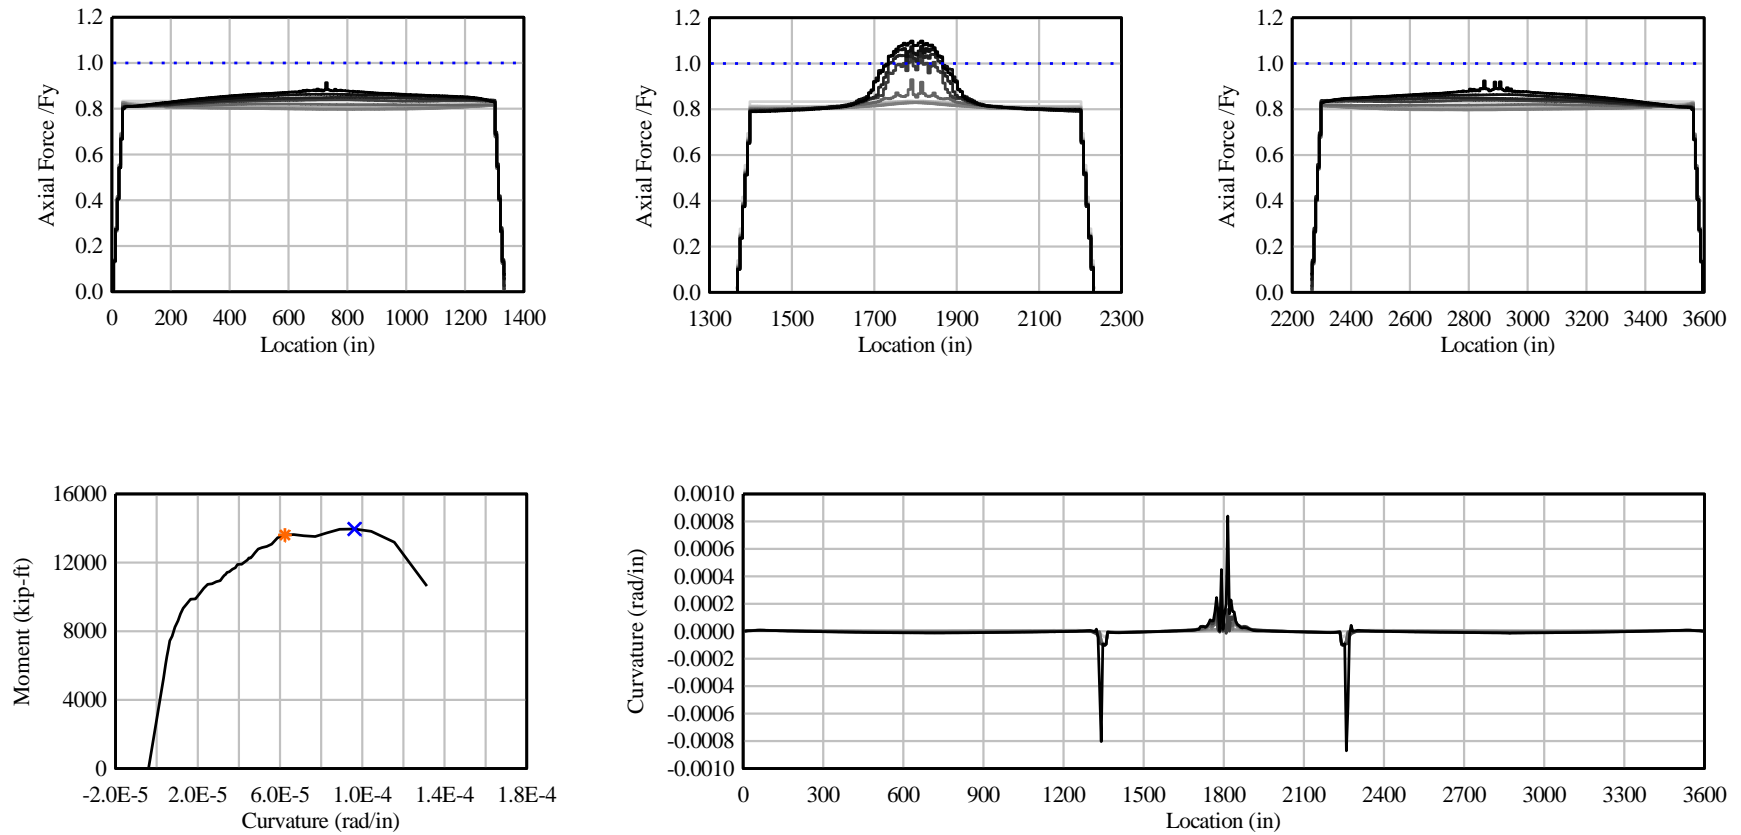 1.2
1.0
0.8
0.6
0.4
0.2
0.0
Axial Force /Fy
0 200 400 600 800 1000 1200 1400
Location (in)
1.2
1.0
0.8
0.6
0.4
0.2
0.0
Axial Force /Fy
1300 1500 1700 1900 2100 2300
Location (in)
1.2
1.0
0.8
0.6
0.4
0.2
0.0
Axial Force /Fy
2200 2400 2600 2800 3000 3200 3400 3600
Location (in)
16000
12000
8000
4000
0
Moment (kip-ft)
-2.0E-5 2.0E-5 6.0E-5 1.0E-4 1.4E-4 1.8E-4
Curvature (rad/in)
0.0010
0.0008
0.0006
0.0004
0.0002
0.0000
-0.0002
-0.0004
-0.0006
-0.0008
-0.0010
Curvature (rad/in)
0 300 600 900 1200 1500 1800 2100 2400 2700 3000 3300 3600
Location (in)